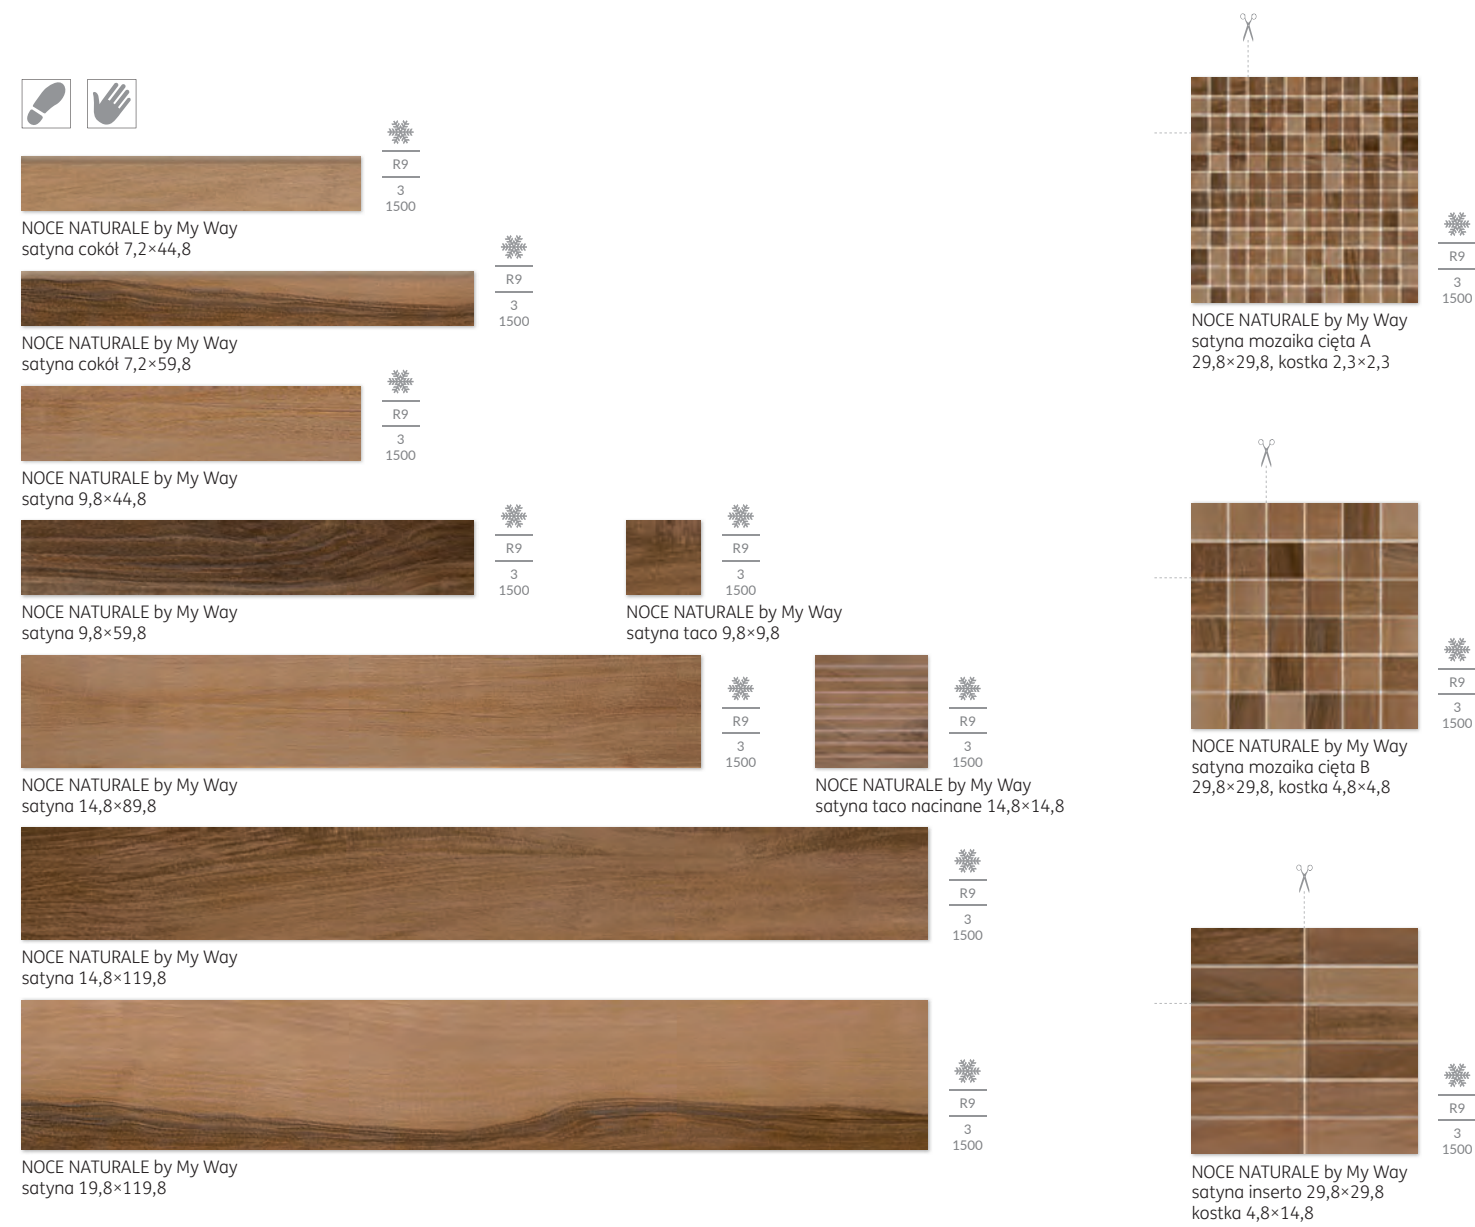 R9
3
1500
NOCE NATURALE by My Way
satyna cokół 7,2×44,8
R9
3
1500
NOCE NATURALE by My Way
satyna cokół 7,2×59,8
R9
3
1500
NOCE NATURALE by My Way
satyna 9,8×44,8
R9
3
1500
NOCE NATURALE by My Way
satyna 9,8×59,8
R9
3
1500
NOCE NATURALE by My Way
satyna taco 9,8×9,8
R9
3
1500
NOCE NATURALE by My Way
satyna 14,8×89,8
R9
3
1500
NOCE NATURALE by My Way
satyna taco nacinane 14,8×14,8
R9
3
1500
NOCE NATURALE by My Way
satyna 14,8×119,8
R9
3
1500
NOCE NATURALE by My Way
satyna 19,8×119,8
R9
3
1500
NOCE NATURALE by My Way
satyna mozaika cięta A
29,8×29,8, kostka 2,3×2,3
R9
3
1500
NOCE NATURALE by My Way
satyna mozaika cięta B
29,8×29,8, kostka 4,8×4,8
R9
3
1500
NOCE NATURALE by My Way
satyna inserto 29,8×29,8
kostka 4,8×14,8